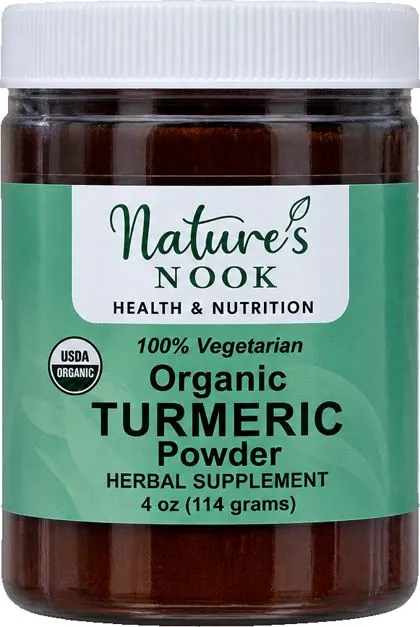 Nature's
NOOK
HEALTH & NUTRITION
100% Vegetarian
USDA
ORGANIC
Organic
TURMERIC
Powder
HERBAL SUPPLEMENT
4 oz (114 grams)